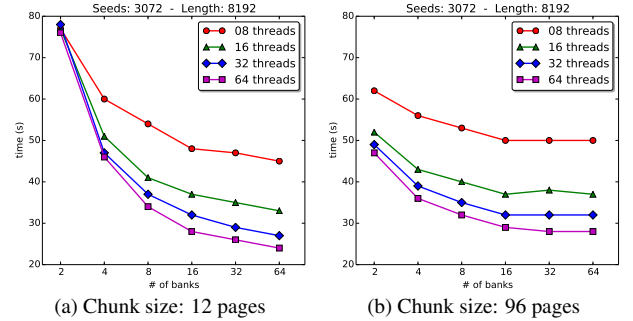 Seeds: 3072 - Length: 8192
80
70
60
50
40
30
20
time (s)
2 4 8 16 32 64
# of banks
08 threads
16 threads
32 threads
64 threads
(a) Chunk size: 12 pages
Seeds: 3072 - Length: 8192
80
70
60
50
40
30
20
time (s)
2 4 8 16 32 64
# of banks
08 threads
16 threads
32 threads
64 threads
(b) Chunk size: 96 pages